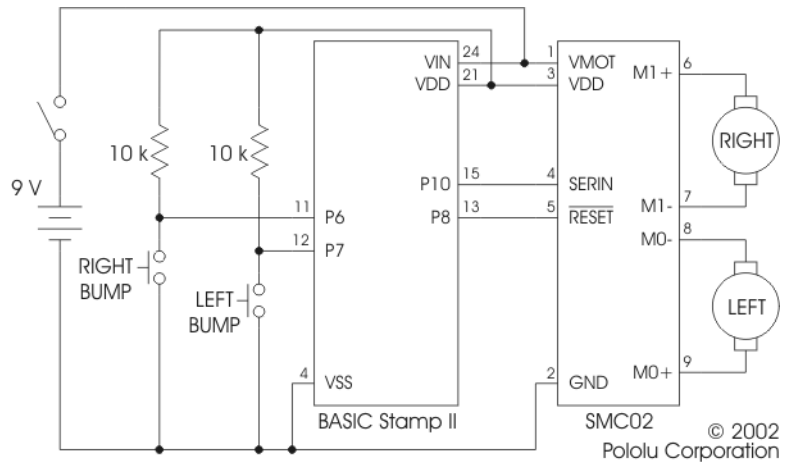 VIN 24 1 VMOT
VDD 21 3 VDD
M1+ 6
RIGHT
10 k 10 k
9 V
P10 15 4 SERIN
P8 13 5 RESET
M1- 7
11 P6
M0- 8
12 P7
RIGHT
BUMP
LEFT
BUMP
LEFT
4 VSS
2 GND
M0+ 9
BASIC Stamp II
SMC02
© 2002
Pololu Corporation